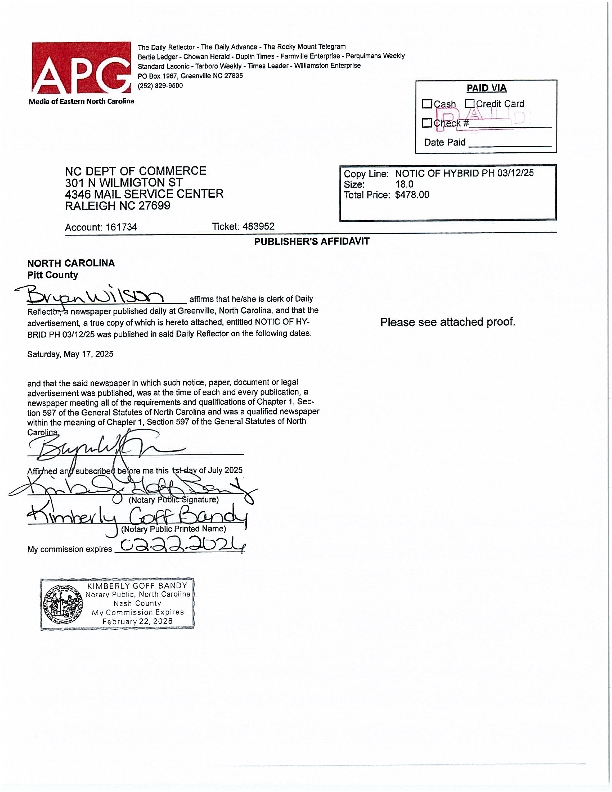 The Daily Reflector - The Daily Advance - The Rocky Mount Telegram
Bertie Ledger - Chowan Herald - Duplin Times - Farmville Enterprise - Perquimans Weekly
Standard Laconic - Tarboro Weekly - Times Leader - Williamston Enterprise
PO Box 1967, Greenville NC 27835
(252) 329-9500
APG
Media of Eastern North Carolina
PAID VIA
Cash Credit Card
Check #
PAID
Date Paid
NC DEPT OF COMMERCE
301 N WILMIGTON ST
4346 MAIL SERVICE CENTER
RALEIGH NC 27699
Copy Line: NOTIC OF HYBRID PH 03/12/25
Size: 18.0
Total Price: $478.00
Account: 161734 Ticket: 483952
PUBLISHER'S AFFIDAVIT
NORTH CAROLINA
Pitt County
Bryan Wilson affirms that he/she is clerk of Daily
Reflector, a newspaper published daily at Greenville, North Carolina, and that the
advertisement, a true copy of which is hereto attached, entitled NOTIC OF HY-
BRID PH 03/12/25 was published in said Daily Reflector on the following dates:
Please see attached proof.
Saturday, May 17, 2025
and that the said newspaper in which such notice, paper, document or legal
advertisement was published, was at the time of each and every publication, a
newspaper meeting all of the requirements and qualifications of Chapter 1, Sec-
tion 597 of the General Statutes of North Carolina and was a qualified newspaper
within the meaning of Chapter 1, Section 597 of the General Statutes of North
Carolina.
Affirmed and subscribed before me this 1st day of July 2025
(Notary Public Signature)
Kimberly Goff Bandy
(Notary Public Printed Name)
My commission expires 02.22.2026
KIMBERLY GOFF BANDY
Notary Public, North Carolina
Nash County
My Commission Expires
February 22, 2026